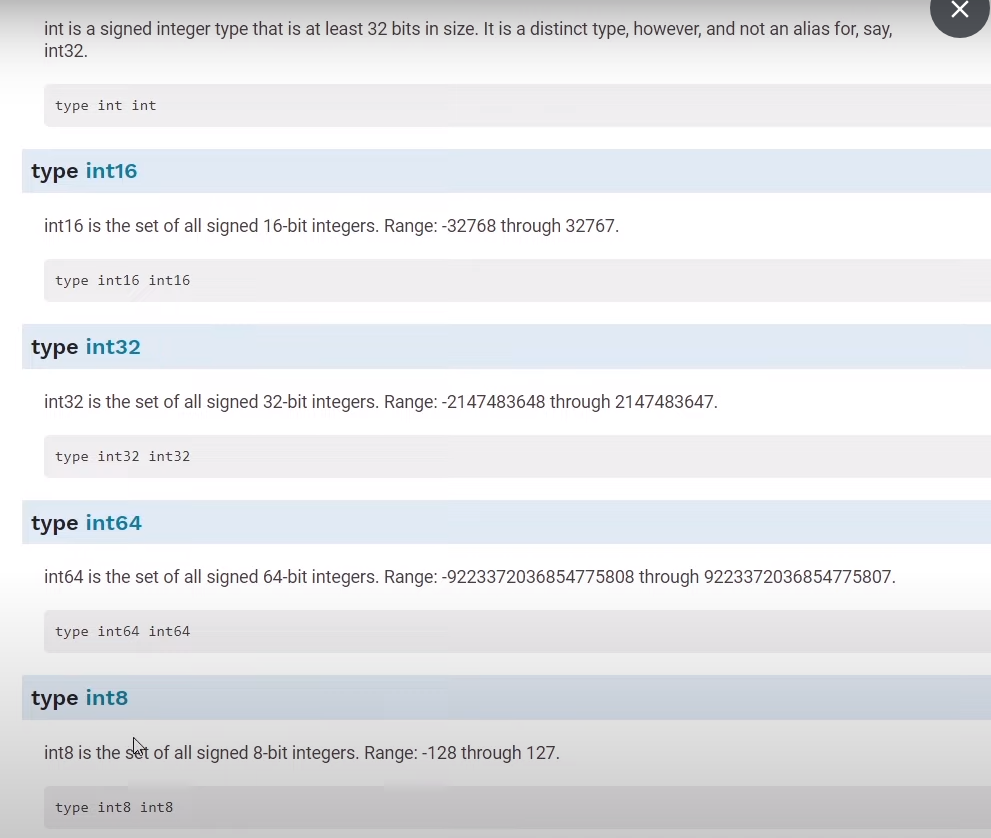 int is a signed integer type that is at least 32 bits in size. It is a distinct type, however, and not an alias for, say,
int32.
type int int
type int16
int16 is the set of all signed 16-bit integers. Range: -32768 through 32767.
type int16 int16
type int32
int32 is the set of all signed 32-bit integers. Range: -2147483648 through 2147483647.
type int32 int32
type int64
int64 is the set of all signed 64-bit integers. Range: -9223372036854775808 through 9223372036854775807.
type int64 int64
type int8
int8 is the set of all signed 8-bit integers. Range: -128 through 127.
type int8 int8